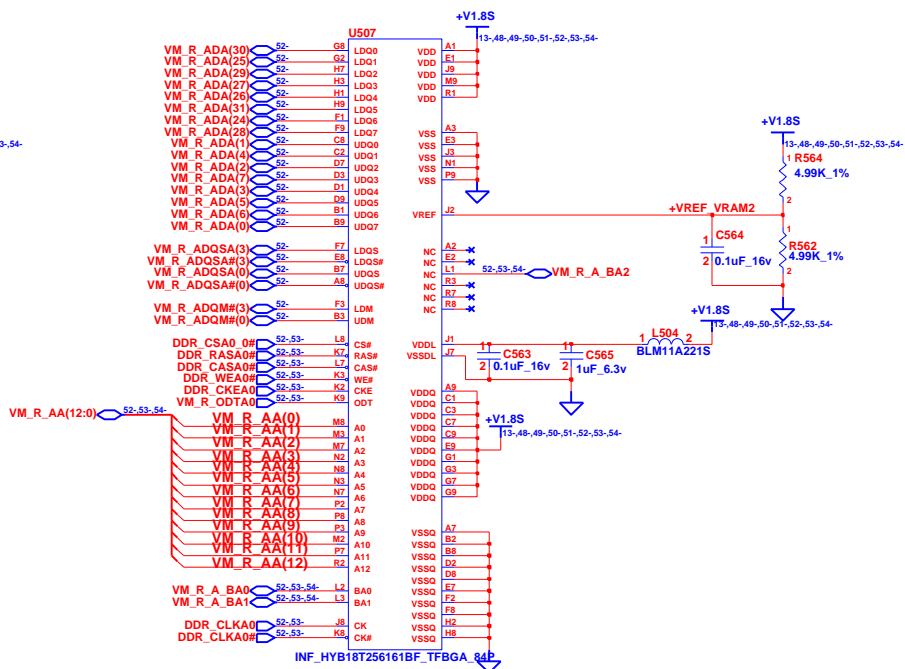 +V1.8S
13-,48-,49-,50-,51-,52-,53-,54-
U507
VM_R_ADA(30) 52- G8 LDQ0 VDD A1
VM_R_ADA(25) 52- G2 LDQ1 VDD E1
VM_R_ADA(29) 52- H7 LDQ2 VDD J9
VM_R_ADA(27) 52- H3 LDQ3 VDD M9
VM_R_ADA(26) 52- H1 LDQ4 VDD R1
VM_R_ADA(31) 52- H9 LDQ5
VM_R_ADA(24) 52- F1 LDQ6
VM_R_ADA(28) 52- F9 LDQ7 VSS A3
VM_R_ADA(1) 52- C8 UDQ0 VSS E3
3-,54-
VM_R_ADA(4) 52- C2 UDQ1 VSS J3
VM_R_ADA(2) 52- D7 UDQ2 VSS N1
VM_R_ADA(7) 52- D3 UDQ3 VSS P9
VM_R_ADA(3) 52- D1 UDQ4
VM_R_ADA(5) 52- D9 UDQ5
VM_R_ADA(6) 52- B1 UDQ6 VREF J2 +VREF_VRAM2
VM_R_ADA(0) 52- B9 UDQ7
+V1.8S
13-,48-,49-,50-,51-,52-,53-,54-
1 R564
4.99K_1%
2
1 C564
2 0.1uF_16v
1
R562
4.99K_1%
2
VM_R_ADQSA(3) 52- F7 LDQS NC A2
VM_R_ADQSA#(3) 52- E8 LDQS# NC E2
VM_R_ADQSA(0) 52- B7 UDQS NC L1 52-,53-,54- VM_R_A_BA2
VM_R_ADQSA#(0) 52- A8 UDQS# NC R3
NC R7
VM_R_ADQM#(3) 52- F3 LDM NC R8
VM_R_ADQM#(0) 52- B3 UDM
+V1.8S
13-,48-,49-,50-,51-,52-,53-,54-
1 L504 2
BLM11A221S
DDR_CSA0_0# 52-,53- L8 CS# VDDL J1
DDR_RASA0# 52-,53- K7 RAS# VSSDL J7
DDR_CASA0# 52-,53- L7 CAS#
DDR_WEA0# 52-,53- K3 WE#
DDR_CKEA0 52-,53- K2 CKE
VM_R_ODTA0 52-,53- K9 ODT
1 C563
2 0.1uF_16v
1 C565
2 1uF_6.3v
VM_R_AA(12:0) 52-,53-,54-
VM_R_AA(0) M8 A0
VM_R_AA(1) M3 A1
VM_R_AA(2) M7 A2
VM_R_AA(3) N2 A3
VM_R_AA(4) N8 A4
VM_R_AA(5) N3 A5
VM_R_AA(6) N7 A6
VM_R_AA(7) P2 A7
VM_R_AA(8) P8 A8
VM_R_AA(9) P3 A9
VM_R_AA(10) M2 A10
VM_R_AA(11) P7 A11
VM_R_AA(12) R2 A12
VDDQ A9
VDDQ C1
VDDQ C3
VDDQ C7
VDDQ C9
VDDQ E9
VDDQ G1
VDDQ G3
VDDQ G7
VDDQ G9
+V1.8S
13-,48-,49-,50-,51-,52-,53-,54-
VSSQ A7
VSSQ B2
VSSQ B8
VSSQ D2
VSSQ D8
VSSQ E7
VSSQ F2
VSSQ F8
VSSQ H2
VSSQ H8
VM_R_A_BA0 52-,53-,54- L2 BA0
VM_R_A_BA1 52-,53-,54- L3 BA1
DDR_CLKA0 52-,53- J8 CK
DDR_CLKA0# 52-,53- K8 CK#
INF_HYB18T256161BF_TFBGA_84P